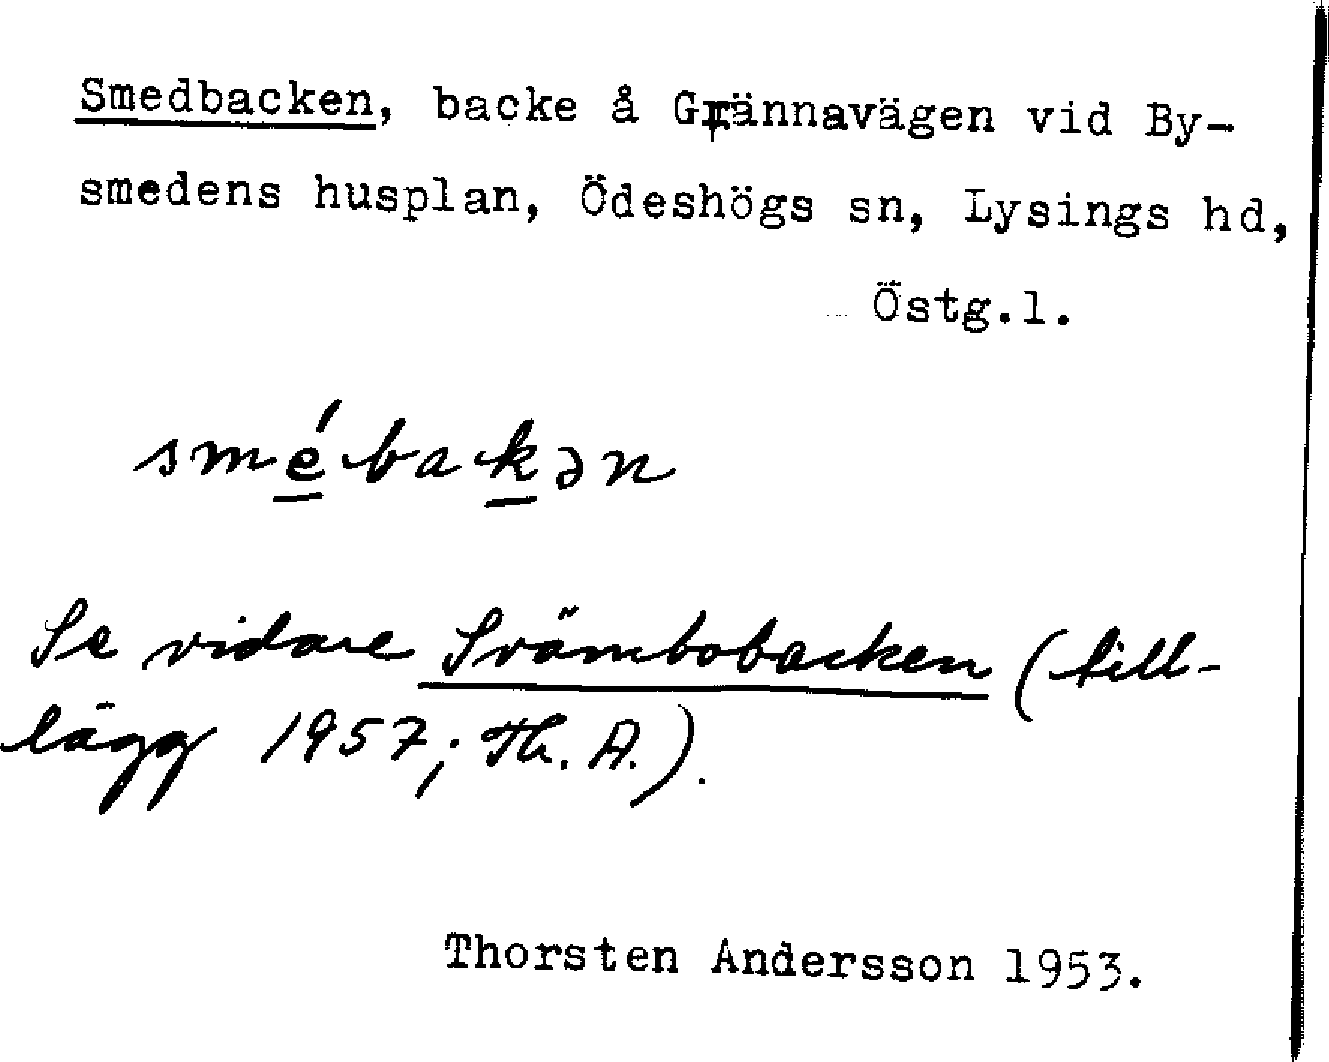 Smedbacken, backe å Grännavägen vid By-
smedens husplan, Ödeshögs sn, Lysings hd,
Östg.l.
smébakən
Se vidare Svämbobacken (till-
lägg 1957; Th. A.).
Thorsten Andersson 1953.